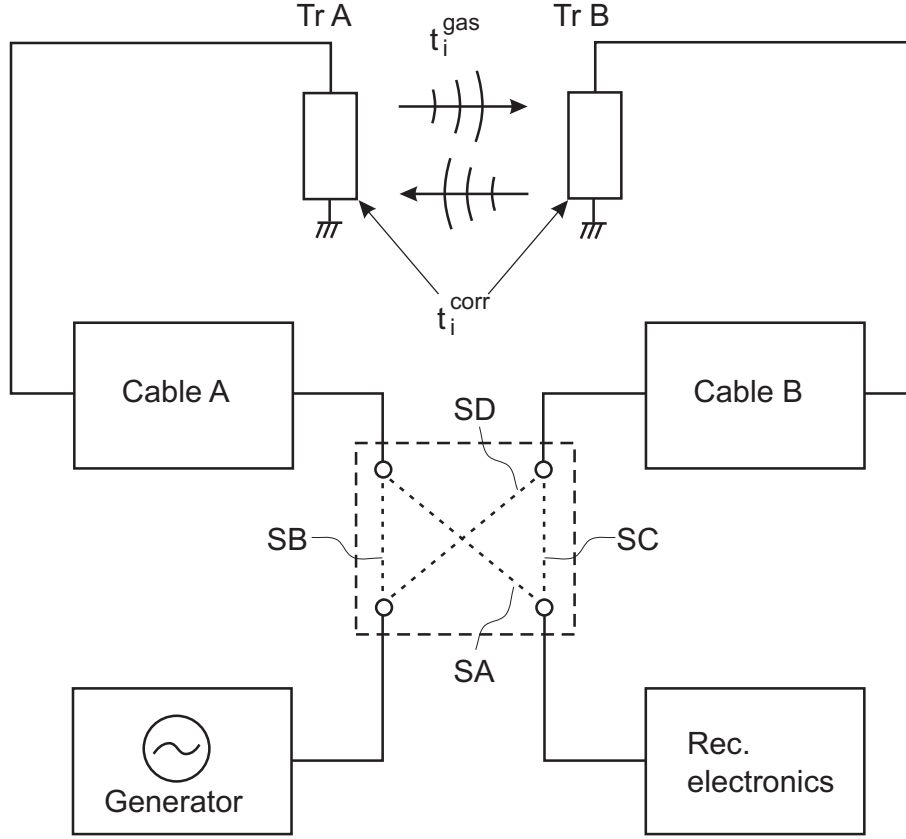 Tr A
Tr B
t_i^gas
t_i^corr
Cable A
Cable B
SD
SB
SC
SA
Generator
Rec.
electronics